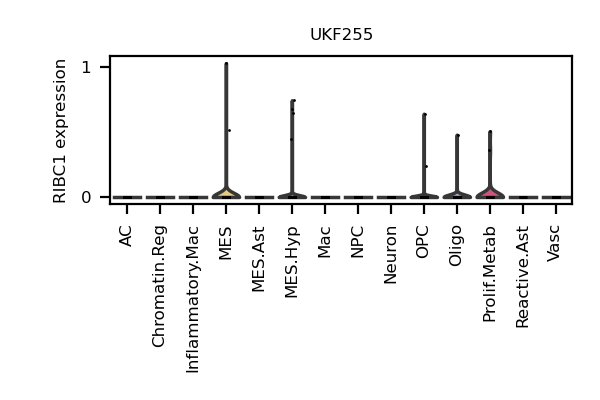 UKF255
RIBC1 expression
1
0
AC
Chromatin.Reg
Inflammatory.Mac
MES
MES.Ast
MES.Hyp
Mac
NPC
Neuron
OPC
Oligo
Prolif.Metab
Reactive.Ast
Vasc